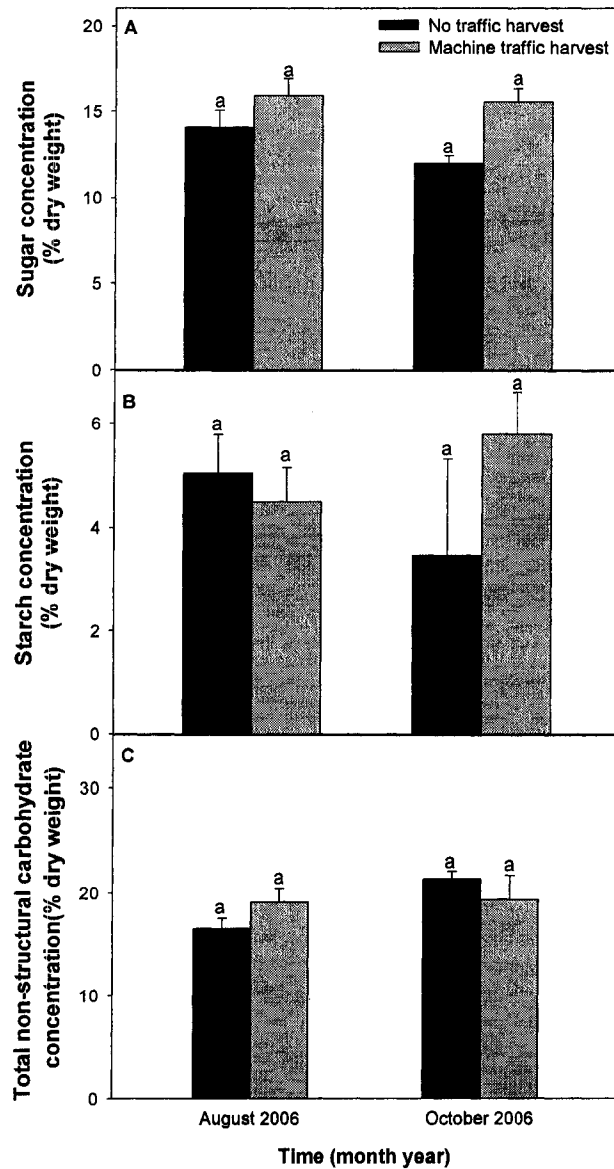 A
No traffic harvest
Machine traffic harvest
20
15
10
5
0
Sugar concentration
(% dry weight)
a
a
a
a
B
6
4
2
0
Starch concentration
(% dry weight)
a
a
a
a
C
30
20
10
0
Total non-structural carbohydrate
concentration(% dry weight)
a
a
a
a
August 2006
October 2006
Time (month year)